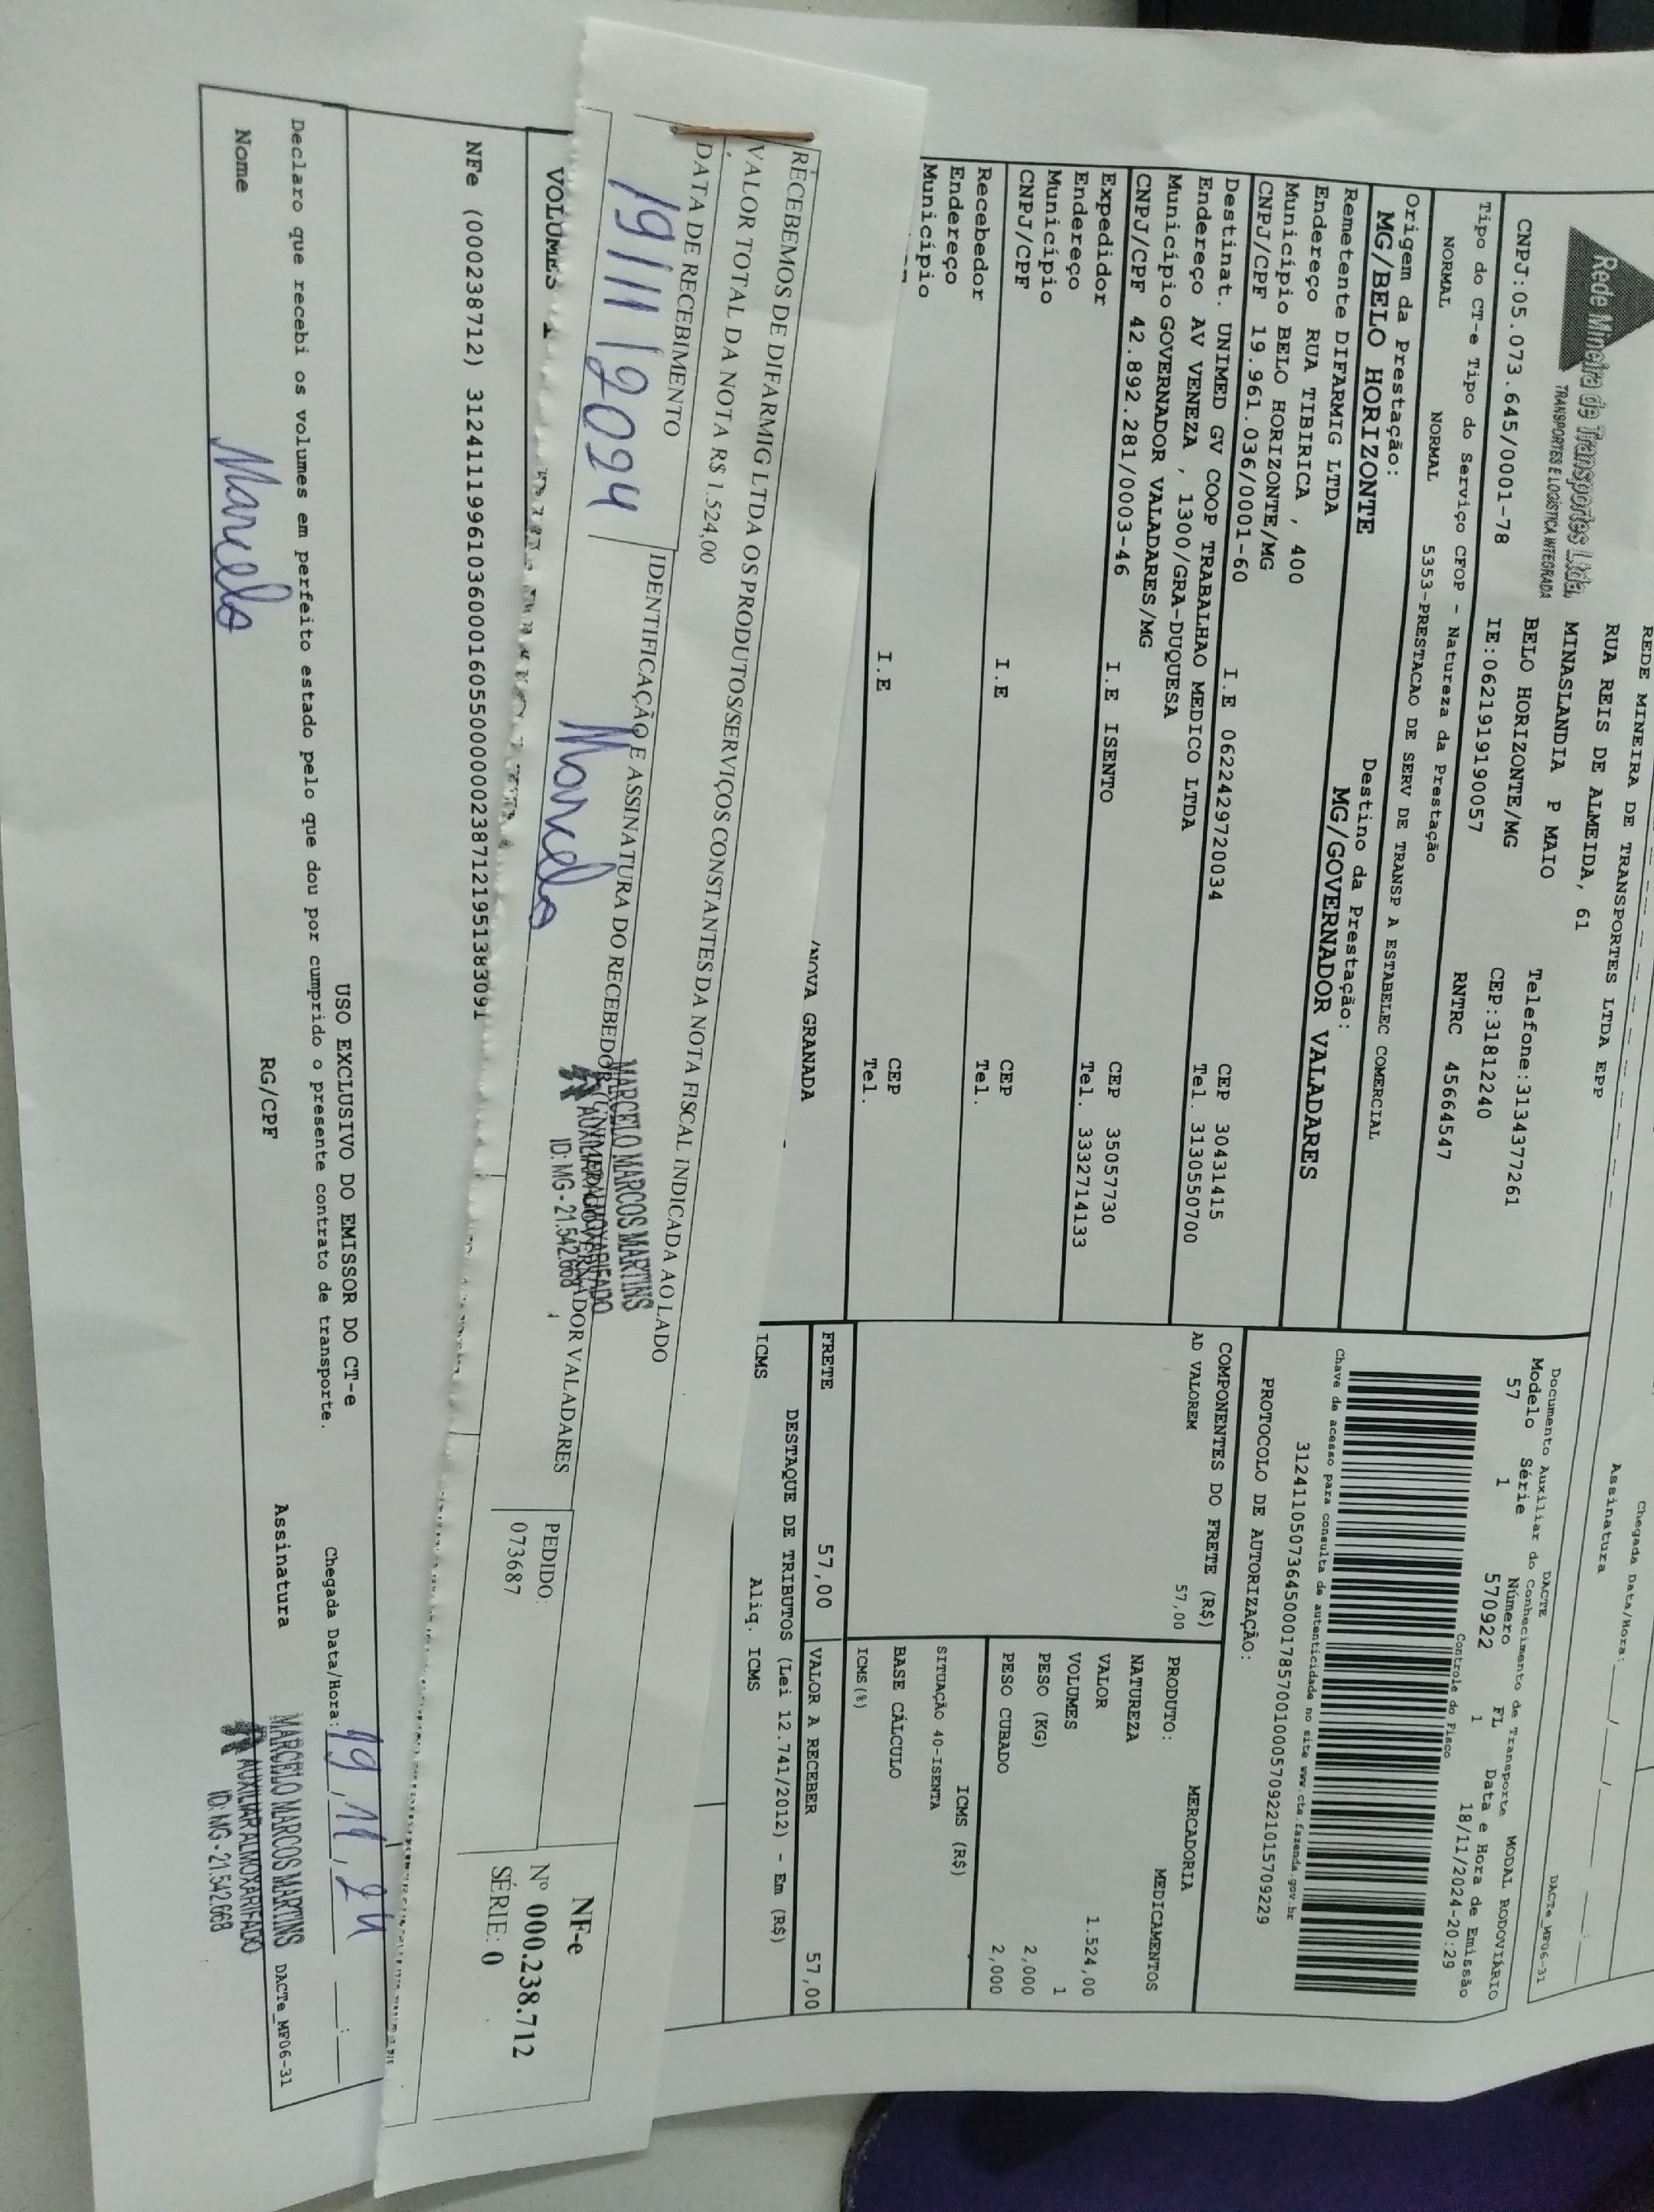 REDE MINEIRA DE TRANSPORTES LTDA EPP
RUA REIS DE ALMEIDA, 61
MINASLANDIA P MAIO
BELO HORIZONTE/MG
Telefone:3134377261
CNPJ:05.073.645/0001-78 IE:0621919190057 CEP:31812240
Rede Mineira de Transportes Ltda.
TRANSPORTES E LOGÍSTICA INTEGRADA
RNTRC 45664547
Tipo do CT-e Tipo do Serviço CFOP - Natureza da Prestação
NORMAL NORMAL 5353-PRESTACAO DE SERV DE TRANSP A ESTABELEC COMERCIAL
Origem da Prestação: Destino da Prestação:
MG/BELO HORIZONTE MG/GOVERNADOR VALADARES
Remetente DIFARMIG LTDA
Endereço RUA TIBIRICA , 400
Município BELO HORIZONTE/MG CEP 30431415
CNPJ/CPF 19.961.036/0001-60 I.E 0622429720034 Tel. 3130550700
Destinat. UNIMED GV COOP TRABALHAO MEDICO LTDA
Endereço AV VENEZA , 1300/GRA-DUQUESA
Município GOVERNADOR VALADARES/MG CEP 35057730
CNPJ/CPF 42.892.281/0003-46 I.E ISENTO Tel. 3332714133
Expedidor
Endereço
Município CEP
CNPJ/CPF I.E Tel.
Recebedor
Endereço
Município CEP
I.E Tel.
/NOVA GRANADA
Chegada Data/Hora: ___/___/___ ___:___
Assinatura
DACTe_MF06-31
DACTE
Documento Auxiliar do Conhecimento de Transporte MODAL RODOVIÁRIO
Modelo Série Número FL Data e Hora de Emissão
57 1 570922 1 18/11/2024-20:29
Controle do Fisco
Chave de acesso para consulta de autenticidade no site www.cte.fazenda.gov.br
31241105073645000178570010005709221015709229
PROTOCOLO DE AUTORIZAÇÃO:
COMPONENTES DO FRETE (R$)
AD VALOREM 57,00
MERCADORIA
PRODUTO: MEDICAMENTOS
NATUREZA
VALOR 1.524,00
VOLUMES 1
PESO (KG) 2,000
PESO CUBADO 2,000
ICMS (R$)
SITUAÇÃO 40-ISENTA
BASE CÁLCULO
ICMS(%)
FRETE 57,00 VALOR A RECEBER 57,00
DESTAQUE DE TRIBUTOS (Lei 12.741/2012) - Em (R$)
ICMS Aliq. ICMS
RECEBEMOS DE DIFARMIG LTDA OS PRODUTOS/SERVIÇOS CONSTANTES DA NOTA FISCAL INDICADA AO LADO
VALOR TOTAL DA NOTA R$ 1.524,00
DATA DE RECEBIMENTO IDENTIFICAÇÃO E ASSINATURA DO RECEBEDOR
19/11/2024 Marcelo
MARCELO MARCOS MARTINS
AUXILIAR ALMOXARIFADO
ID: MG - 21.542.668
PEDIDO:
073687
NF-e
Nº 000.238.712
SÉRIE: 0
VOLUMES
NFe (000238712) 31241119961036000160550000002387121951383091
USO EXCLUSIVO DO EMISSOR DO CT-e
Declaro que recebi os volumes em perfeito estado pelo que dou por cumprido o presente contrato de transporte.
Chegada Data/Hora: 19,11,24 ___:___
Nome Marcelo RG/CPF Assinatura
MARCELO MARCOS MARTINS
AUXILIAR ALMOXARIFADO
ID: MG - 21.542.668
DACTe_MF06-31